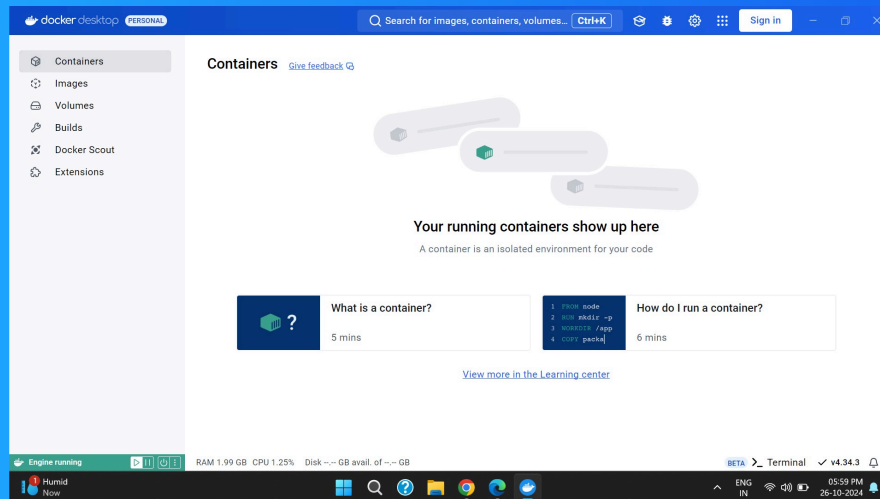 docker desktop PERSONAL
Search for images, containers, volumes... Ctrl+K
Sign in
Containers
Images
Volumes
Builds
Docker Scout
Extensions
Containers Give feedback
Your running containers show up here
A container is an isolated environment for your code
?
What is a container?
5 mins
1 FROM node
2 RUN mkdir -p
3 WORKDIR /app
4 COPY packa
How do I run a container?
6 mins
View more in the Learning center
Engine running
RAM 1.99 GB CPU 1.25% Disk --.-- GB avail. of --.-- GB
BETA >_ Terminal v4.34.3
1
Humid
Now
ENG
IN
05:59 PM
26-10-2024